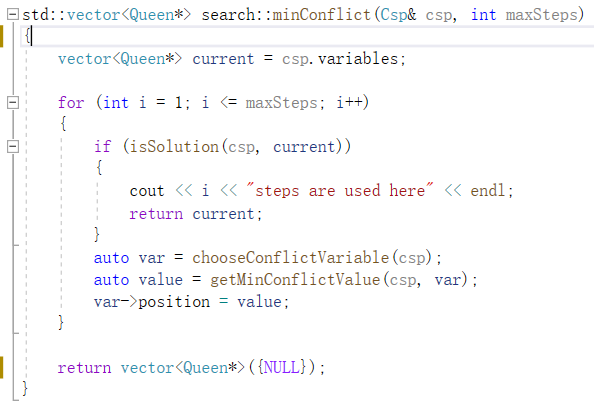 std::vector<Queen*> search::minConflict(Csp& csp, int maxSteps)
{
vector<Queen*> current = csp.variables;
for (int i = 1; i <= maxSteps; i++)
{
if (isSolution(csp, current))
{
cout << i << "steps are used here" << endl;
return current;
}
auto var = chooseConflictVariable(csp);
auto value = getMinConflictValue(csp, var);
var->position = value;
}
return vector<Queen*>({NULL});
}